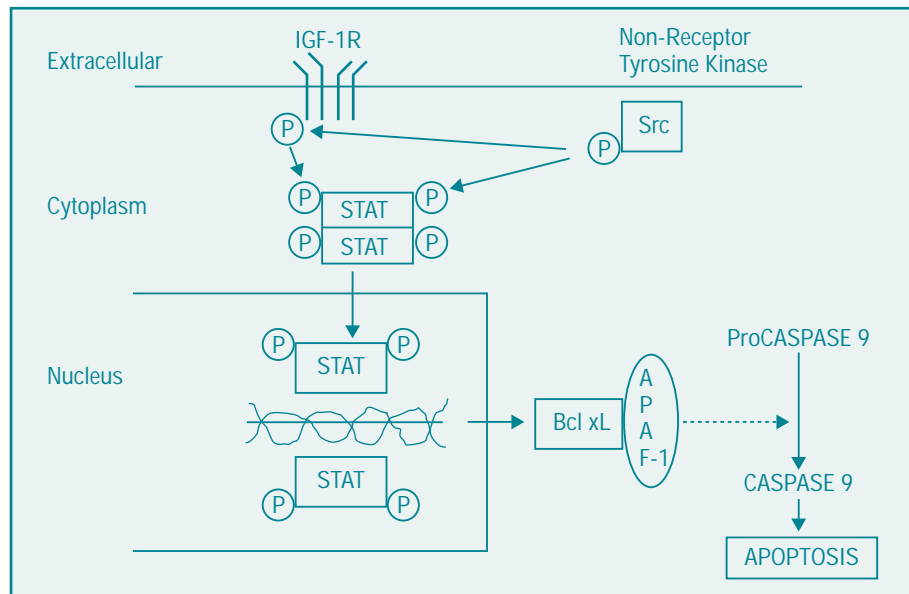 IGF-1R
Non-Receptor
Tyrosine Kinase
Extracellular
Src
P
P
P
P
STAT
Cytoplasm
P
P
STAT
P
P
STAT
ProCASPASE 9
Nucleus
A
P
A
F-1
Bcl xL
STAT
CASPASE 9
P
P
APOPTOSIS